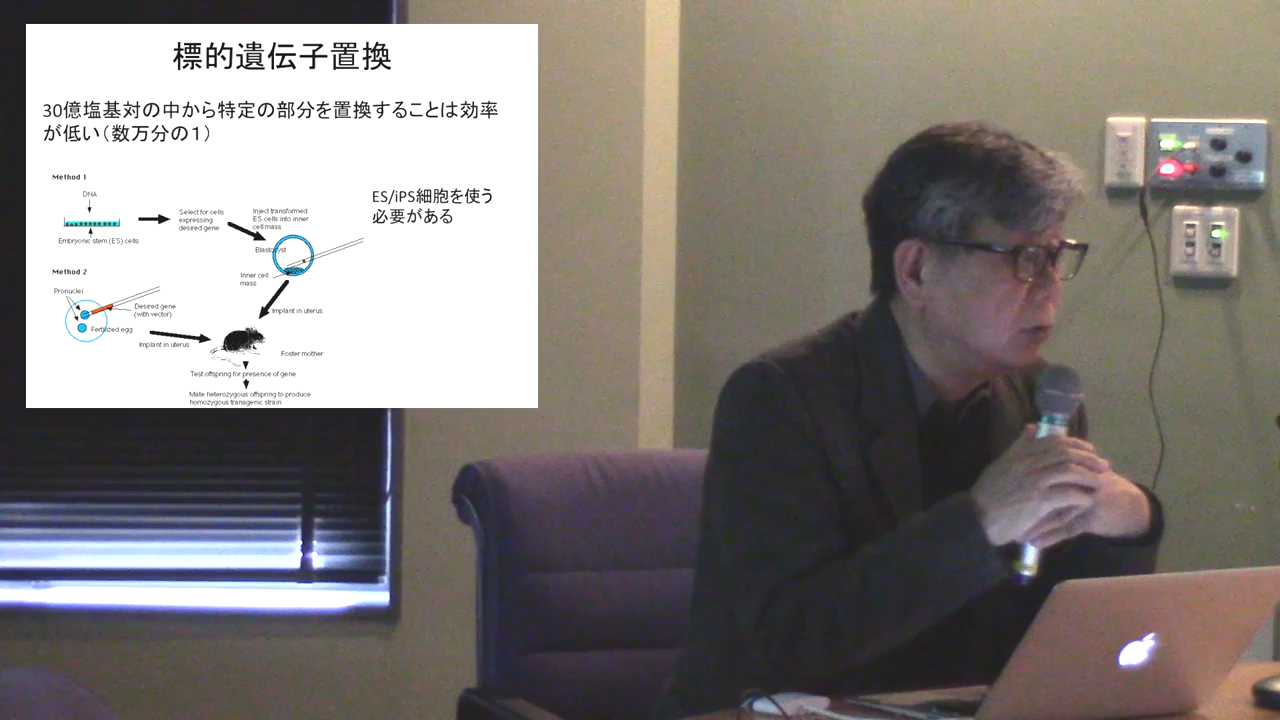 標的遺伝子置換
30億塩基対の中から特定の部分を置換することは効率
が低い（数万分の１）
Method 1
DNA
Embryonic stem (ES) cells
Select for cells
expressing
desired gene
Inject transformed
ES cells into inner
cell mass
ES/iPS細胞を使う
必要がある
Blastocyst
Inner cell
mass
Method 2
Pronuclei
Desired gene
(with vector)
Fertilized egg
Implant in uterus
Implant in uterus
Foster mother
Test offspring for presence of gene
Mate heterozygous offspring to produce
homozygous transgenic strain